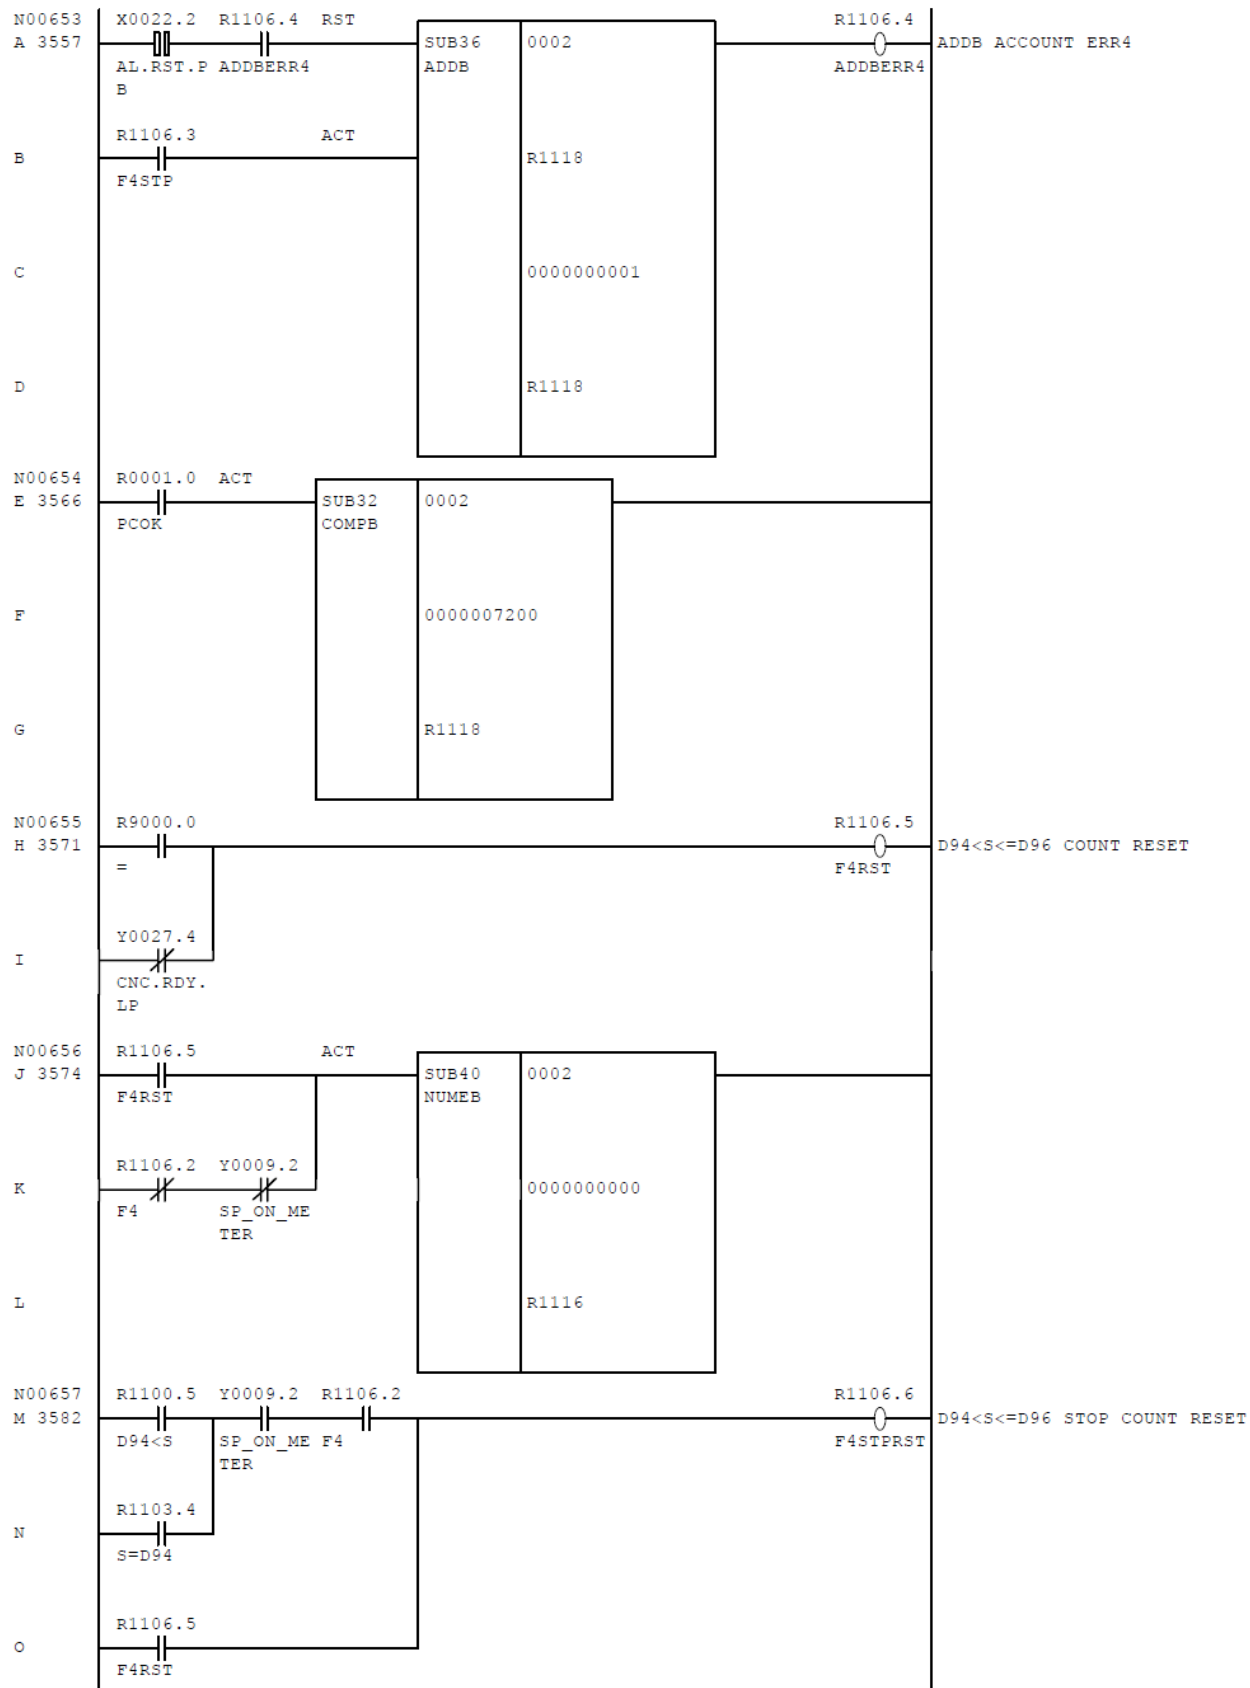 N00653 X0022.2 R1106.4 RST R1106.4
A 3557 SUB36 0002 ADDB ACCOUNT ERR4
AL.RST.P ADDBERR4 ADDB ADDBERR4
B
R1106.3 ACT
B R1118
F4STP
C 0000000001
D R1118
N00654 R0001.0 ACT
E 3566 SUB32 0002
PCOK COMPB
F 0000007200
G R1118
N00655 R9000.0 R1106.5
H 3571 D94<S<=D96 COUNT RESET
= F4RST
Y0027.4
I
CNC.RDY.
LP
N00656 R1106.5 ACT
J 3574 SUB40 0002
F4RST NUMEB
R1106.2 Y0009.2
K 0000000000
F4 SP_ON_ME
TER
L R1116
N00657 R1100.5 Y0009.2 R1106.2 R1106.6
M 3582 D94<S<=D96 STOP COUNT RESET
D94<S SP_ON_ME F4 F4STPRST
TER
R1103.4
N
S=D94
R1106.5
O
F4RST